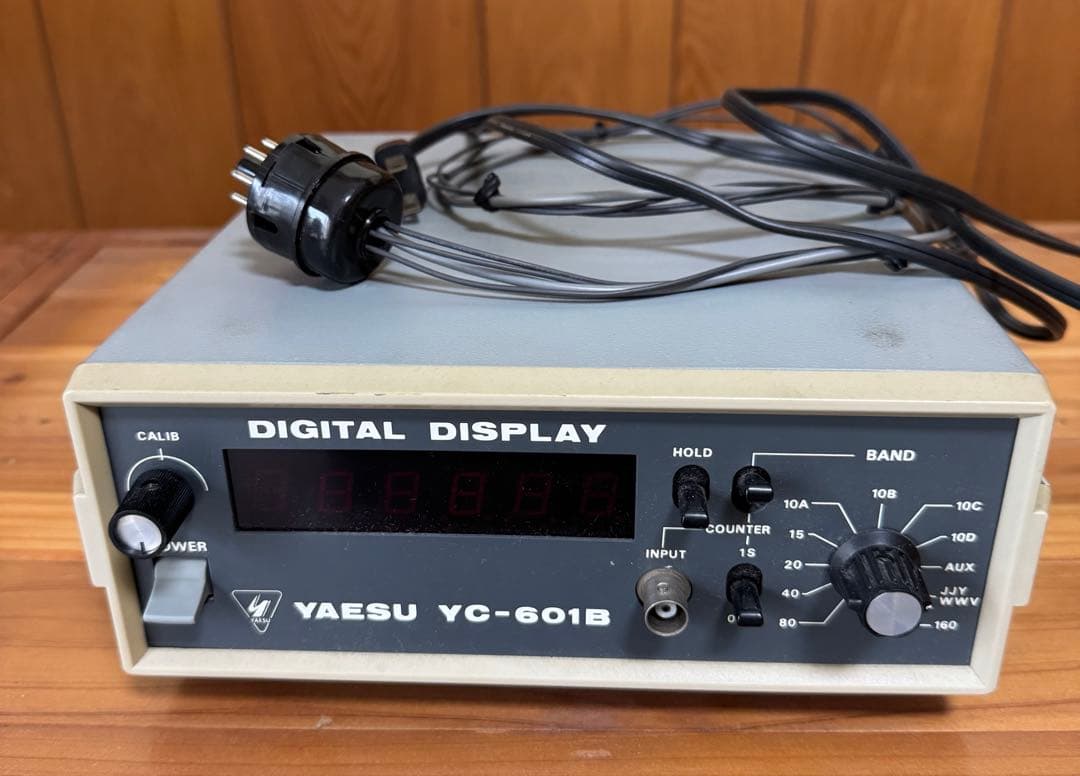 DIGITAL DISPLAY
CALIB
HOLD
BAND
10A
10B
10C
10D
15
20
40
80
AUX
JJY
WWV
160
COUNTER
INPUT
1S
YAESU
YAESU YC-601B